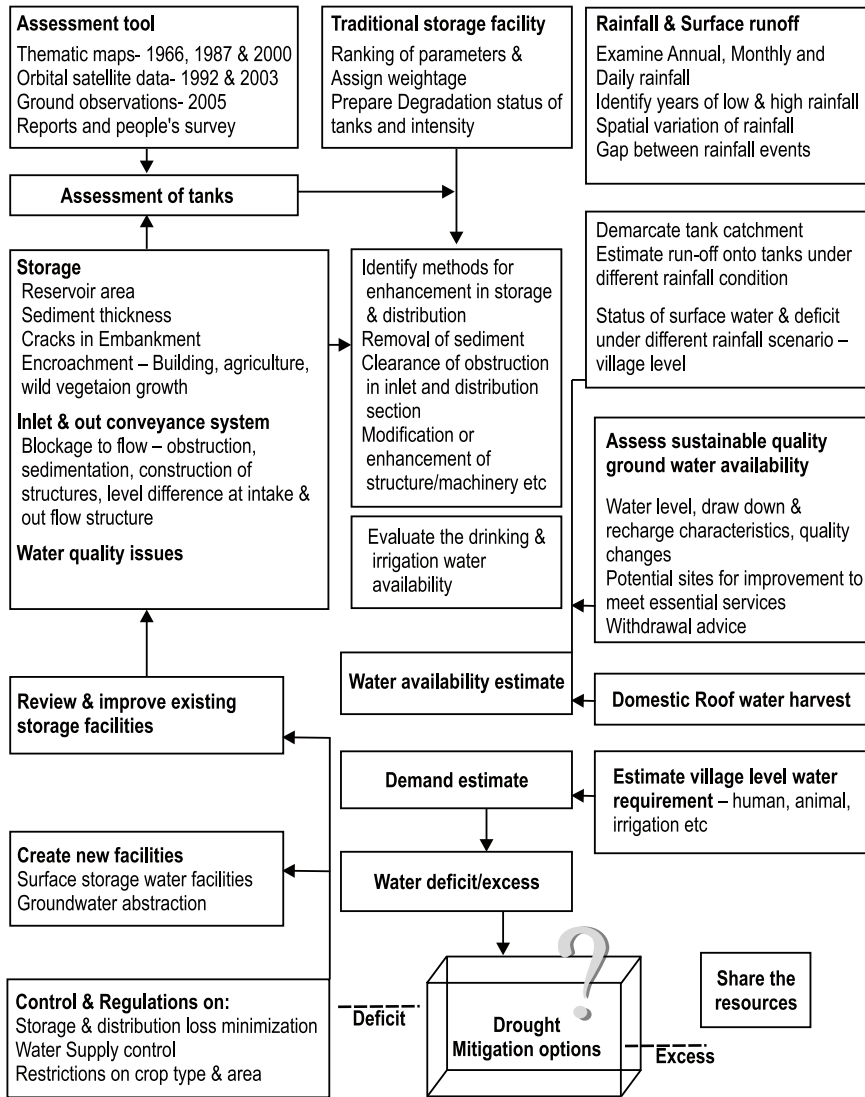 Assessment tool
Thematic maps- 1966, 1987 & 2000
Orbital satellite data- 1992 & 2003
Ground observations- 2005
Reports and people's survey
Traditional storage facility
Ranking of parameters &
Assign weightage
Prepare Degradation status of
tanks and intensity
Rainfall & Surface runoff
Examine Annual, Monthly and
Daily rainfall
Identify years of low & high rainfall
Spatial variation of rainfall
Gap between rainfall events
Assessment of tanks
Storage
Reservoir area
Sediment thickness
Cracks in Embankment
Encroachment – Building, agriculture,
wild vegetaion growth
Inlet & out conveyance system
Blockage to flow – obstruction,
sedimentation, construction of
structures, level difference at intake &
out flow structure
Water quality issues
Identify methods for
enhancement in storage
& distribution
Removal of sediment
Clearance of obstruction
in inlet and distribution
section
Modification or
enhancement of
structure/machinery etc
Demarcate tank catchment
Estimate run-off onto tanks under
different rainfall condition
Status of surface water & deficit
under different rainfall scenario –
village level
Assess sustainable quality
ground water availability
Water level, draw down &
recharge characteristics, quality
changes
Potential sites for improvement to
meet essential services
Withdrawal advice
Evaluate the drinking &
irrigation water
availability
Review & improve existing
storage facilities
Water availability estimate
Domestic Roof water harvest
Demand estimate
Estimate village level water
requirement – human, animal,
irrigation etc
Create new facilities
Surface storage water facilities
Groundwater abstraction
Water deficit/excess
Control & Regulations on:
Storage & distribution loss minimization
Water Supply control
Restrictions on crop type & area
Deficit
?
Drought
Mitigation options
Excess
Share the
resources